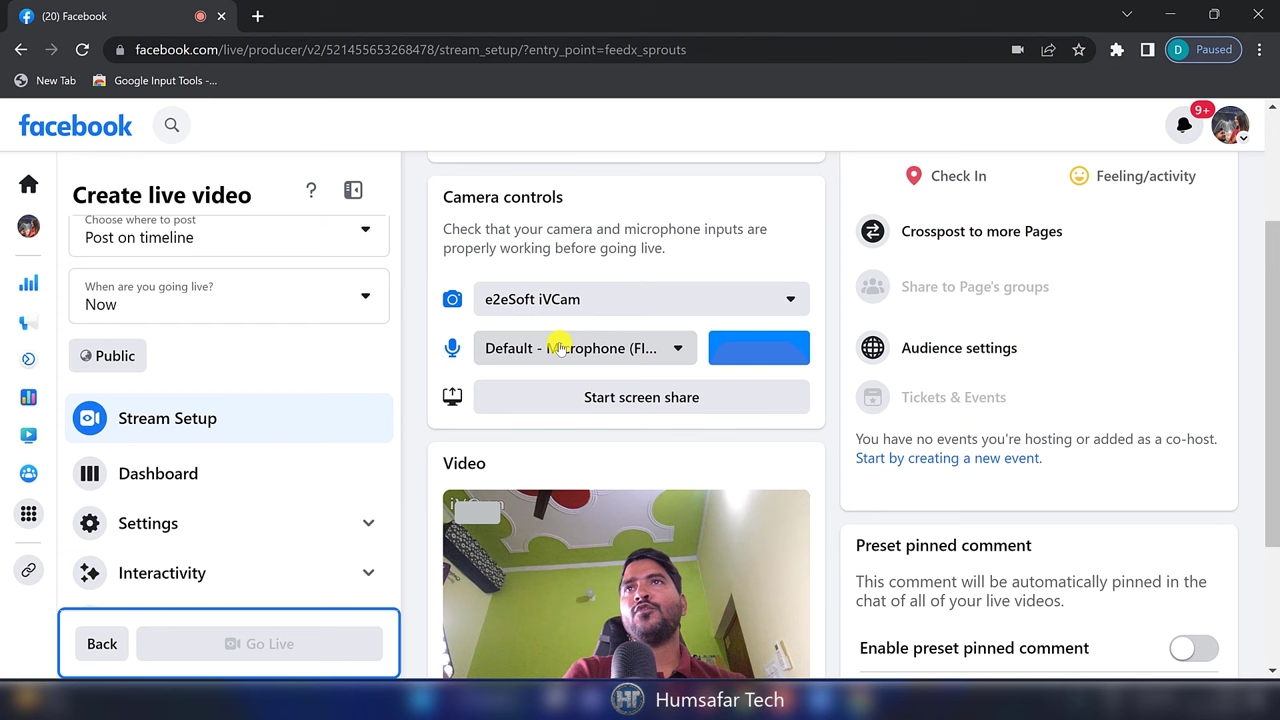 (20) Facebook
facebook.com/live/producer/v2/521455653268478/stream_setup/?entry_point=feedx_sprouts
D Paused
New Tab
Google Input Tools -...
facebook
9+
Create live video
?
Choose where to post
Post on timeline
When are you going live?
Now
Public
Stream Setup
Dashboard
Settings
Interactivity
Back
Go Live
Camera controls
Check that your camera and microphone inputs are
properly working before going live.
e2eSoft iVCam
Default - Microphone (FI...
Start screen share
Video
Check In
Feeling/activity
Crosspost to more Pages
Share to Page's groups
Audience settings
Tickets & Events
You have no events you're hosting or added as a co-host.
Start by creating a new event.
Preset pinned comment
This comment will be automatically pinned in the
chat of all of your live videos.
Enable preset pinned comment
HT Humsafar Tech